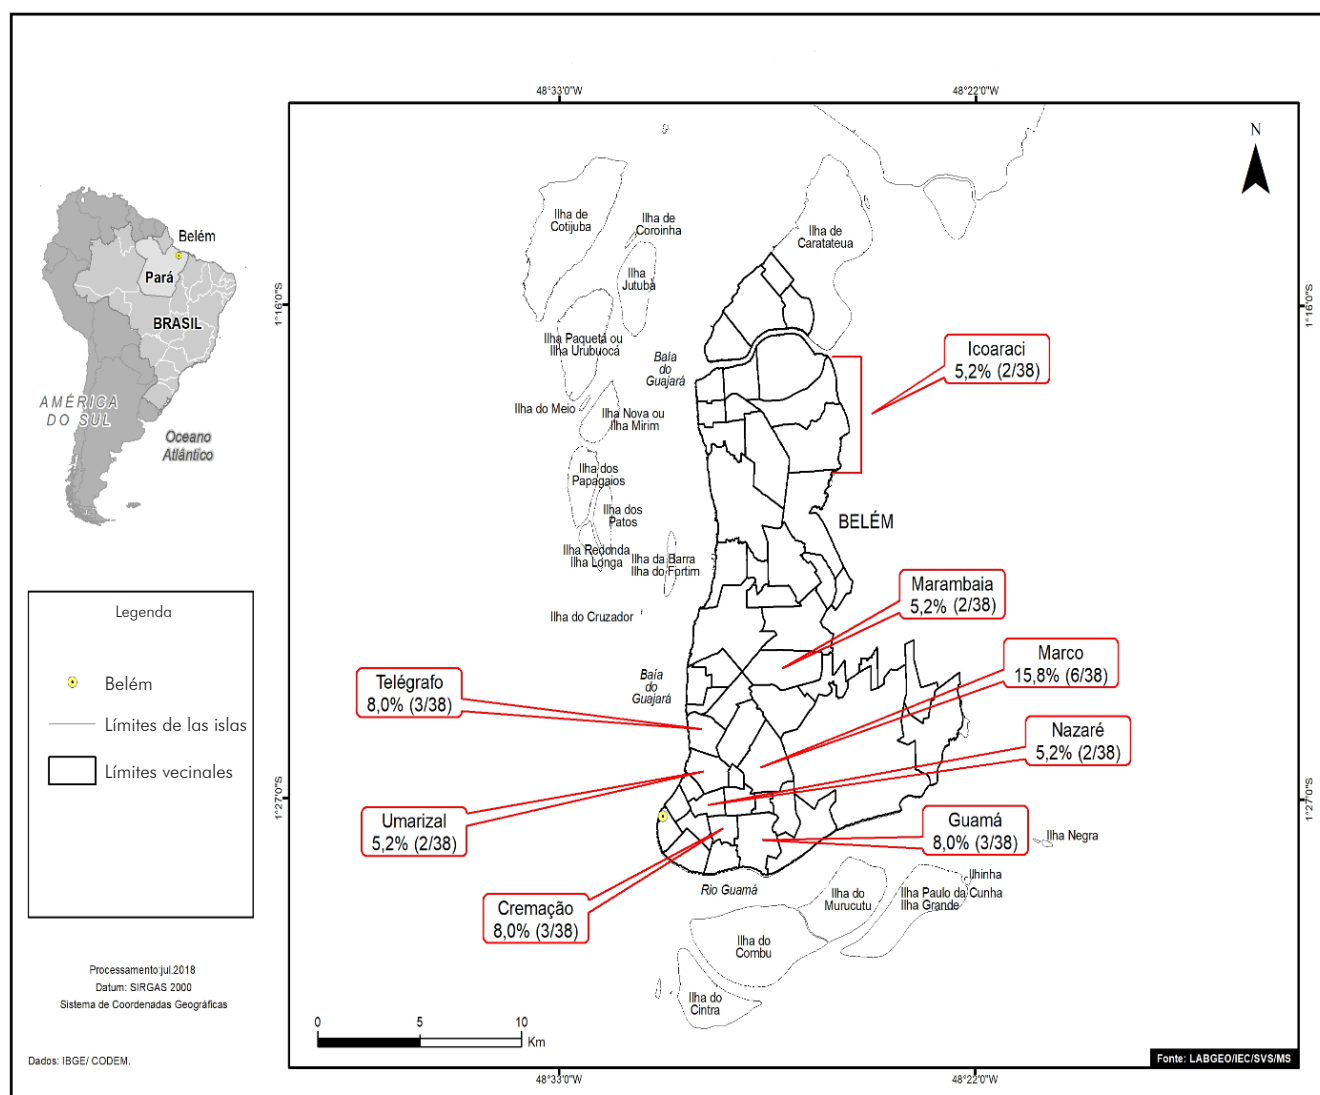 48°33'0"W
48°22'0"W
N
Belém
Pará
BRASIL
AMÉRICA
DO SUL
Oceano
Atlântico
1°16'0"S
1°16'0"S
Ilha de
Cotijuba
Ilha de
Coroinha
Ilha
Jutuba
Ilha de
Caratateua
Ilha Paquetá ou
Ilha Urubuocá
Baía
do
Guajará
Icoaraci
5,2% (2/38)
Ilha do Meio
Ilha Nova ou
Ilha Mirim
Ilha dos
Papagaios
Ilha dos
Patos
BELÉM
Ilha Redonda
Ilha Longa
Ilha da Barra
Ilha do Fortim
Ilha do Cruzador
Marambaia
5,2% (2/38)
Marco
15,8% (6/38)
Baía
do
Guajará
Telégrafo
8,0% (3/38)
Nazaré
5,2% (2/38)
1°27'0"S
1°27'0"S
Umarizal
5,2% (2/38)
Guamá
8,0% (3/38)
Ilha Negra
Cremação
8,0% (3/38)
Rio Guamá
Ilha do
Murucutu
Ilhinha
Ilha Paulo da Cunha
Ilha Grande
Ilha do
Combu
Ilha do
Cintra
Legenda
Belém
Límites de las islas
Límites vecinales
Processamento:jul.2018
Datum: SIRGAS 2000
Sistema de Coordenadas Geográficas
Dados: IBGE/ CODEM.
0 5 10
Km
Fonte: LABGEO/IEC/SVS/MS
48°33'0"W
48°22'0"W